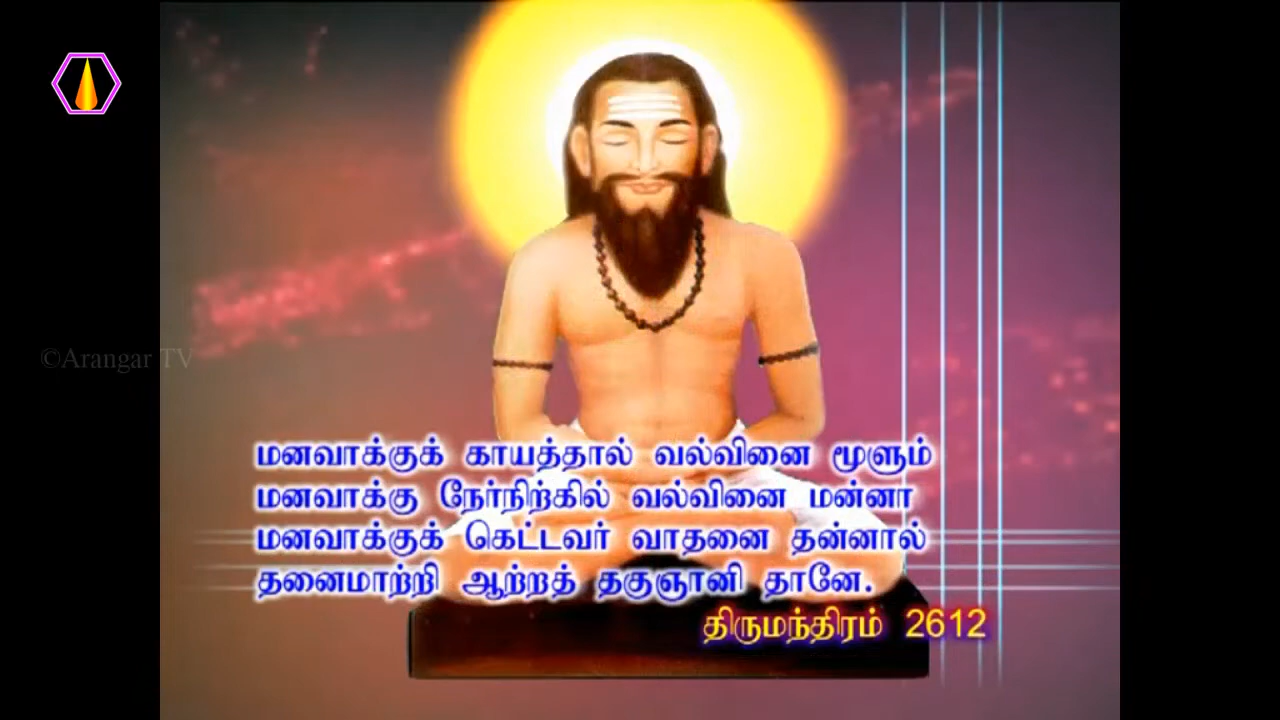 ©Arangar TV
மனவாக்குக் காயத்தால் வல்வினை மூளும்
மனவாக்கு நேர்நிற்கில் வல்வினை மன்னா
மனவாக்குக் கெட்டவர் வாதனை தன்னால்
தனைமாற்றி ஆற்றத் தகுஞானி தானே.
திருமந்திரம் 2612